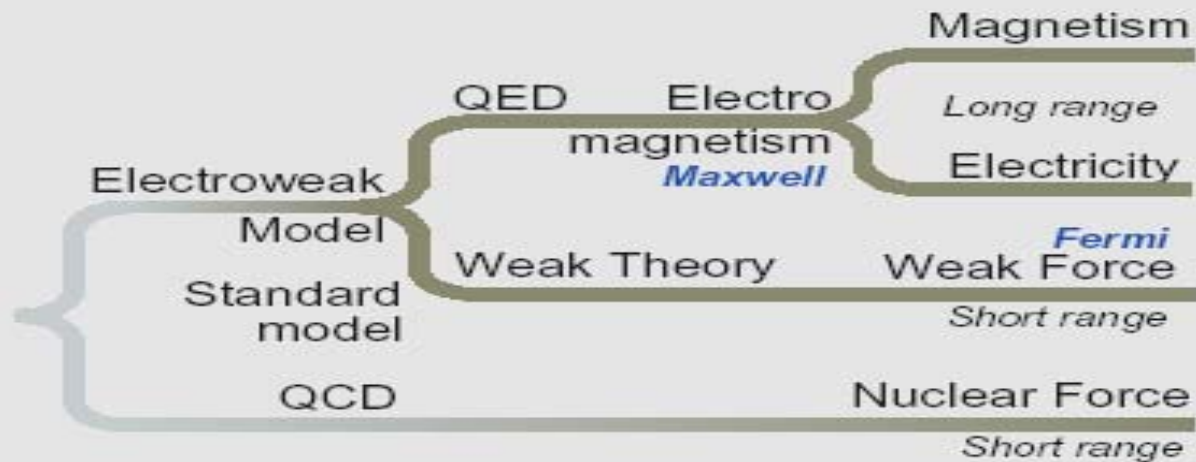 Magnetism
QED Electro
Long range
magnetism
Maxwell
Electricity
Electroweak
Model
Fermi
Weak Theory
Weak Force
Standard
model
Short range
QCD
Nuclear Force
Short range